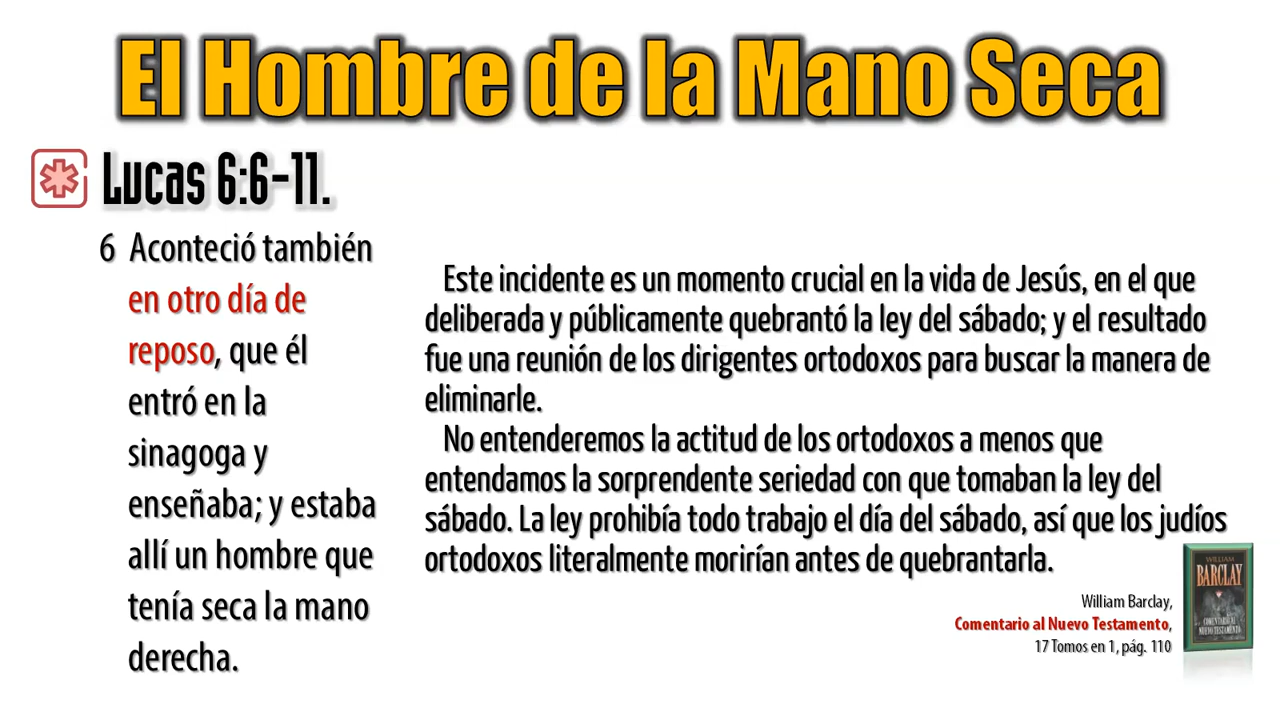 El Hombre de la Mano Seca
Lucas 6:6-11.
6 Aconteció también
en otro día de
reposo, que él
entró en la
sinagoga y
enseñaba; y estaba
allí un hombre que
tenía seca la mano
derecha.
Este incidente es un momento crucial en la vida de Jesús, en el que
deliberada y públicamente quebrantó la ley del sábado; y el resultado
fue una reunión de los dirigentes ortodoxos para buscar la manera de
eliminarle.
No entenderemos la actitud de los ortodoxos a menos que
entendamos la sorprendente seriedad con que tomaban la ley del
sábado. La ley prohibía todo trabajo el día del sábado, así que los judíos
ortodoxos literalmente morirían antes de quebrantarla.
William Barclay,
Comentario al Nuevo Testamento,
17 Tomos en 1, pág. 110
WILLIAM
BARCLAY
COMENTARIO AL
NUEVO TESTAMENTO